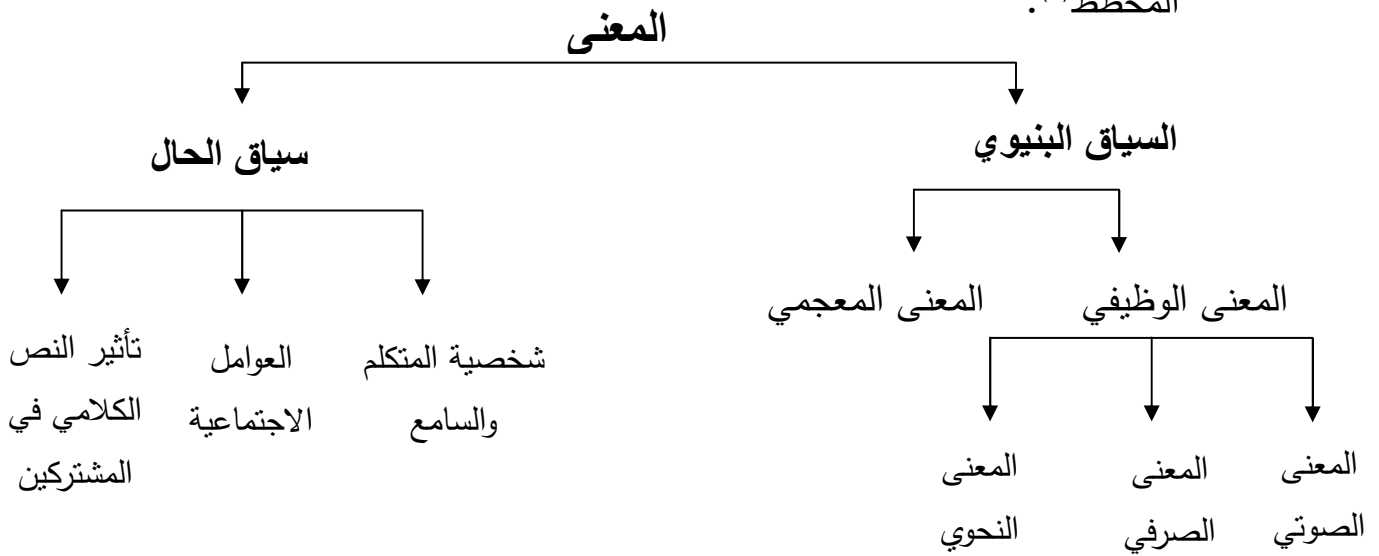 المخطط
المعنى
السياق البنيوي
سياق الحال
المعنى الوظيفي
المعنى المعجمي
شخصية المتكلم
والسامع
العوامل
الاجتماعية
تأثير النص
الكلامي في
المشتركين
المعنى
الصوتي
المعنى
الصرفي
المعنى
النحوي